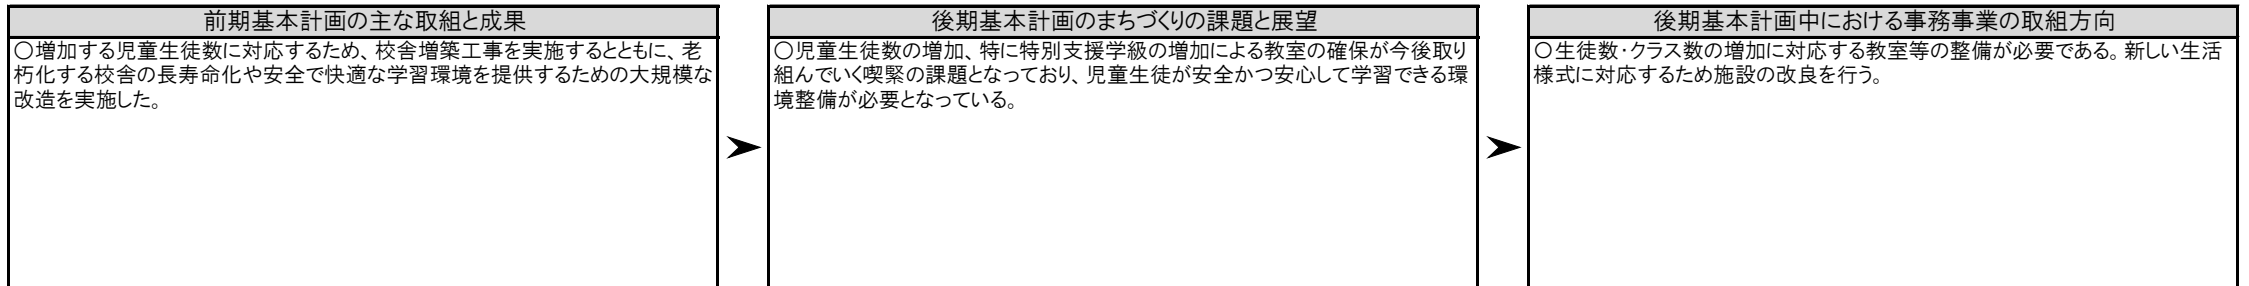 前期基本計画の主な取組と成果
〇増加する児童生徒数に対応するため、校舎増築工事を実施するとともに、老
朽化する校舎の長寿命化や安全で快適な学習環境を提供するための大規模な
改造を実施した。
後期基本計画のまちづくりの課題と展望
〇児童生徒数の増加、特に特別支援学級の増加による教室の確保が今後取り
組んでいく喫緊の課題となっており、児童生徒が安全かつ安心して学習できる環
境整備が必要となっている。
後期基本計画中における事務事業の取組方向
〇生徒数・クラス数の増加に対応する教室等の整備が必要である。新しい生活
様式に対応するため施設の改良を行う。